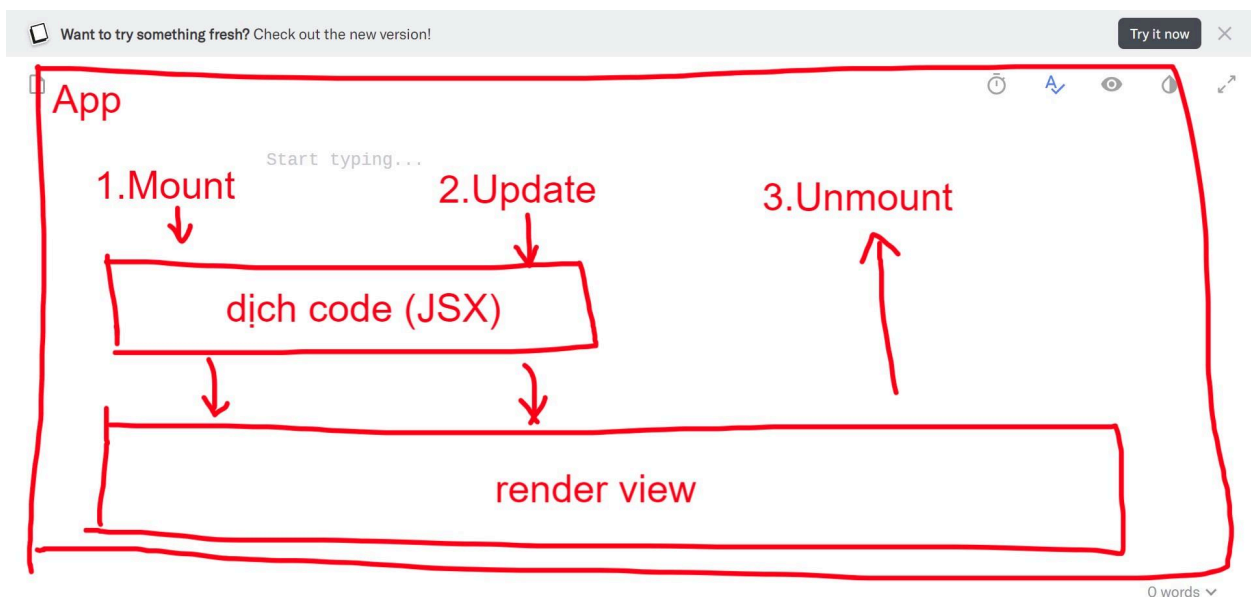 Want to try something fresh? Check out the new version!
Try it now
App
Start typing...
1.Mount
2.Update
3.Unmount
dịch code (JSX)
render view
0 words